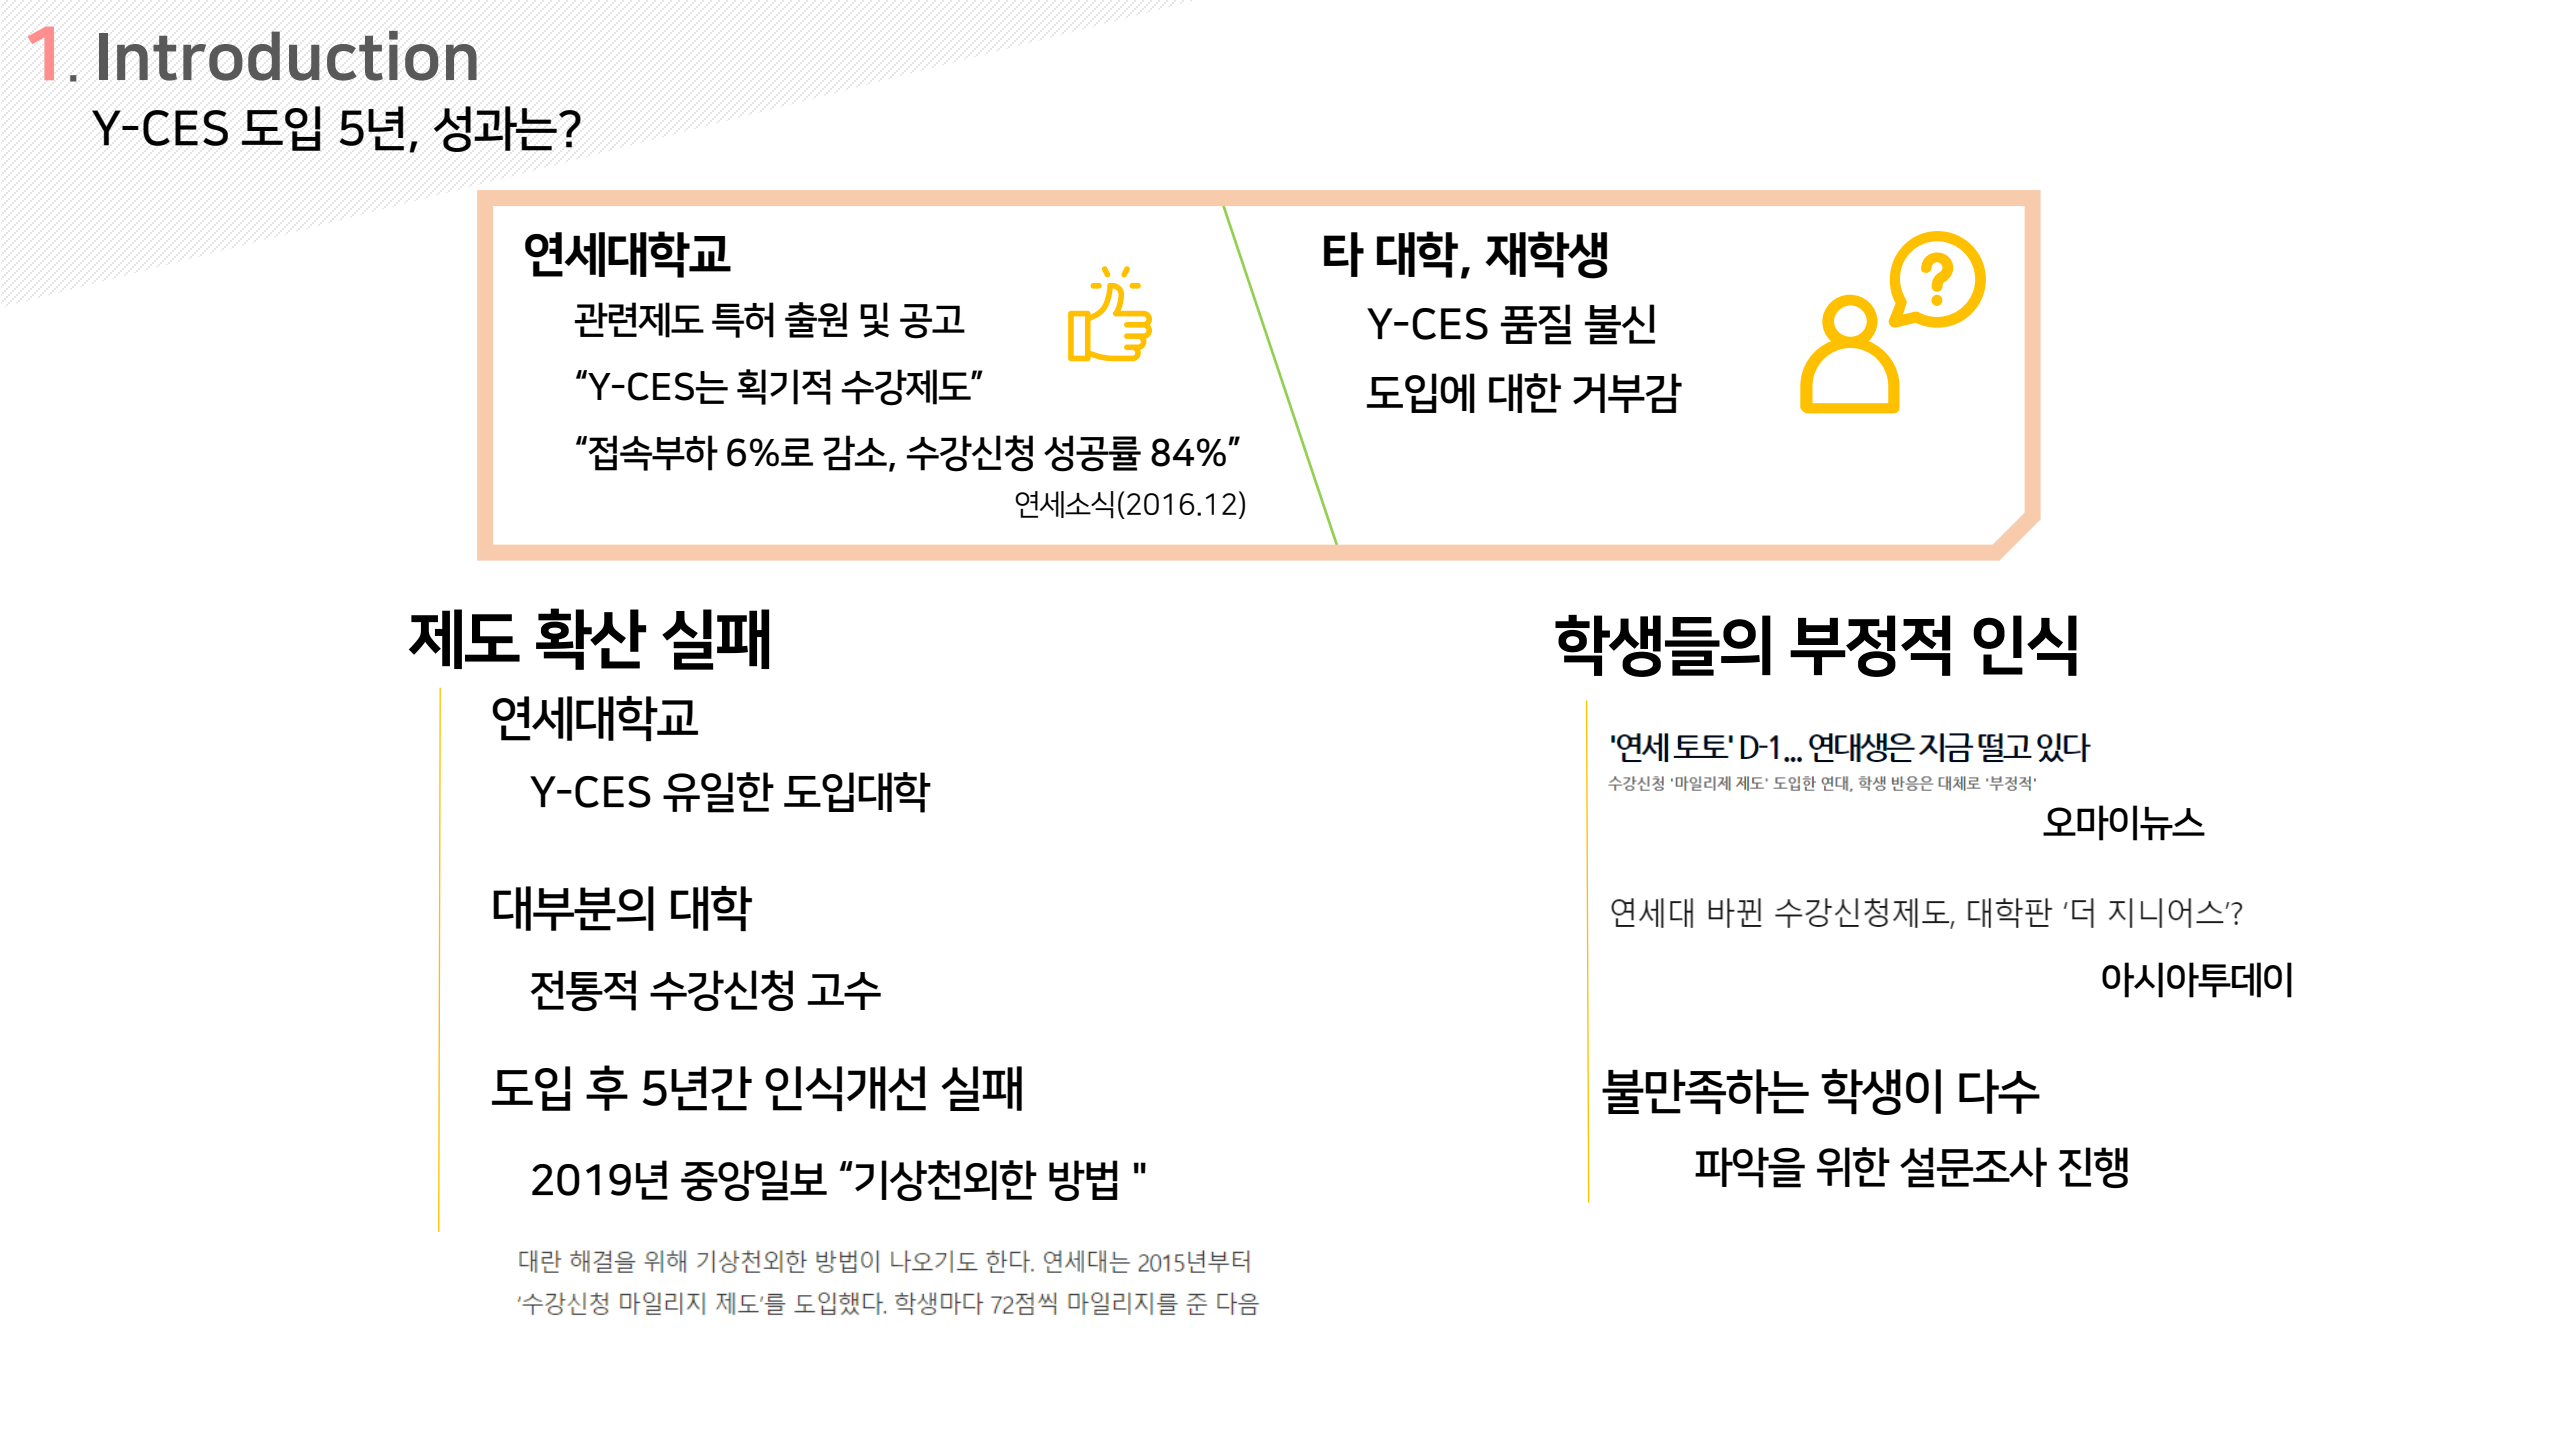 1. Introduction
Y-CES 도입 5년, 성과는?
연세대학교
관련제도 특허 출원 및 공고
“Y-CES는 획기적 수강제도”
“접속부하 6%로 감소, 수강신청 성공률 84%”
연세소식(2016.12)
타 대학, 재학생
Y-CES 품질 불신
도입에 대한 거부감
?
제도 확산 실패
연세대학교
Y-CES 유일한 도입대학
대부분의 대학
전통적 수강신청 고수
도입 후 5년간 인식개선 실패
2019년 중앙일보 “기상천외한 방법 "
대란 해결을 위해 기상천외한 방법이 나오기도 한다. 연세대는 2015년부터
‘수강신청 마일리지 제도’를 도입했다. 학생마다 72점씩 마일리지를 준 다음
학생들의 부정적 인식
'연세 토토' D-1... 연대생은 지금 떨고 있다
수강신청 '마일리제 제도' 도입한 연대, 학생 반응은 대체로 '부정적'
오마이뉴스
연세대 바뀐 수강신청제도, 대학판 ‘더 지니어스’?
아시아투데이
불만족하는 학생이 다수
파악을 위한 설문조사 진행